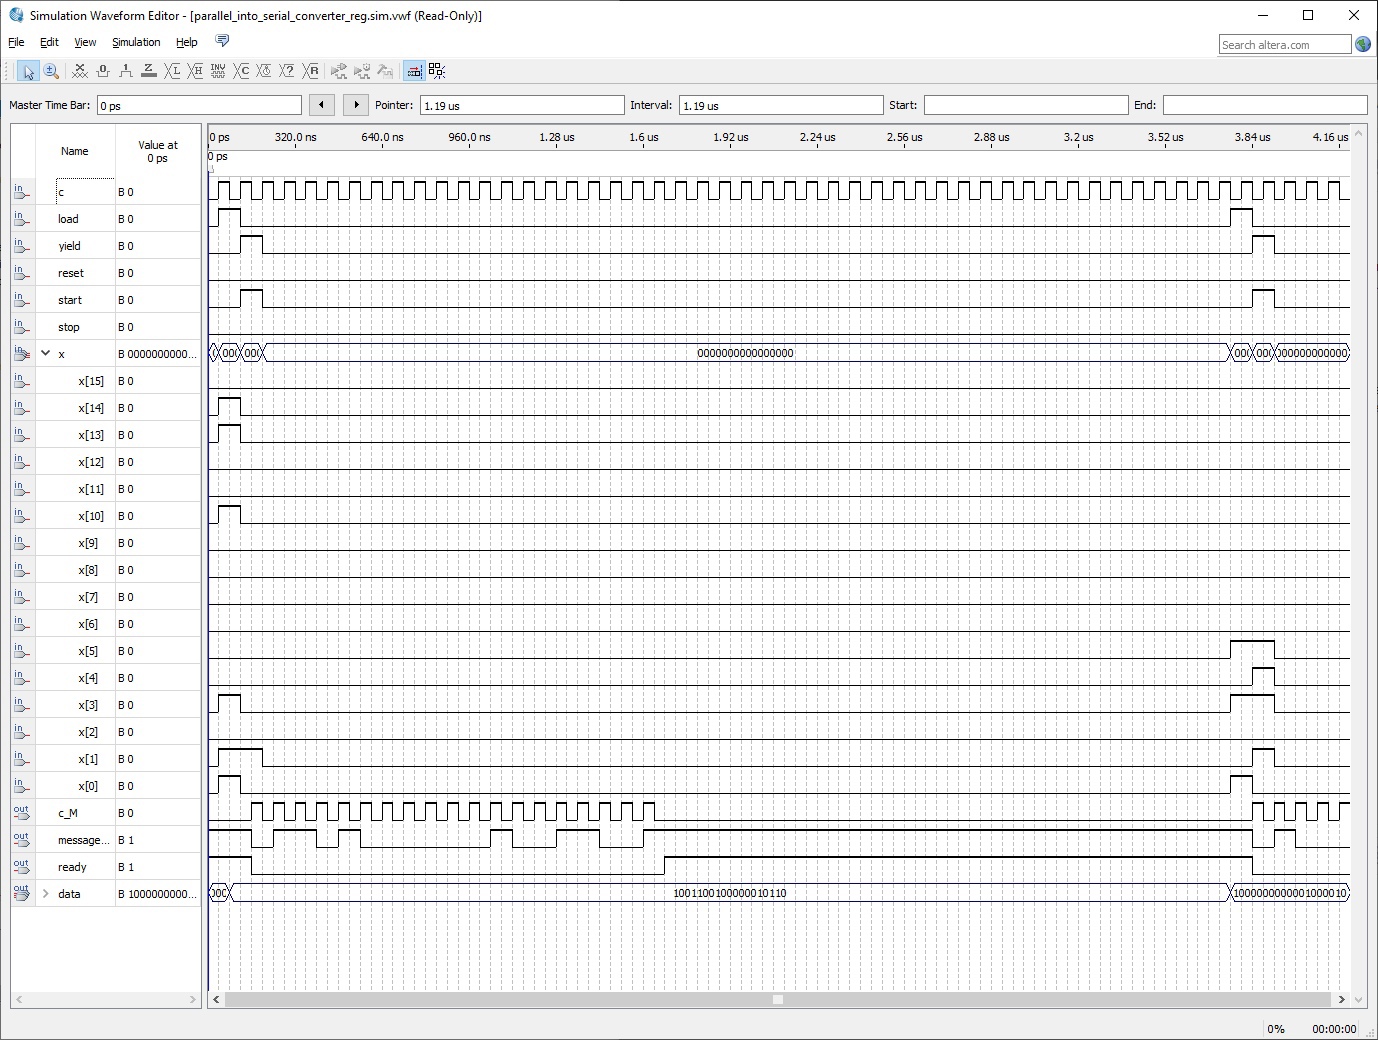 Simulation Waveform Editor - [parallel_into_serial_converter_reg.sim.vwf (Read-Only)]
File Edit View Simulation Help
Search altera.com
Master Time Bar: 0 ps Pointer: 1.19 us Interval: 1.19 us Start: End:
Name Value at 0 ps
0 ps 320.0 ns 640.0 ns 960.0 ns 1.28 us 1.6 us 1.92 us 2.24 us 2.56 us 2.88 us 3.2 us 3.52 us 3.84 us 4.16 us
0 ps
in c B 0
in load B 0
in yield B 0
in reset B 0
in start B 0
in stop B 0
in x B 0000000000... 000 000 0000000000000000 000 000 000000000000
in x[15] B 0
in x[14] B 0
in x[13] B 0
in x[12] B 0
in x[11] B 0
in x[10] B 0
in x[9] B 0
in x[8] B 0
in x[7] B 0
in x[6] B 0
in x[5] B 0
in x[4] B 0
in x[3] B 0
in x[2] B 0
in x[1] B 0
in x[0] B 0
out c_M B 0
out message... B 1
out ready B 1
out data B 1000000000... 000 1001100100000010110 1000000000001000010
0% 00:00:00